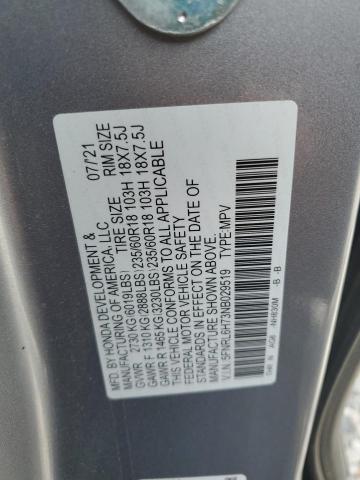 MFD. BY HONDA DEVELOPMENT & 07/'21
MANUFACTURING OF AMERICA, LLC
TIRE SIZE RIM SIZE
GVWR 2730 KG(6019LBS)
GAWR F 1310 KG(2888LBS)235/60R18 103H 18X7.5J
GAWR R 1465 KG(3230LBS)235/60R18 103H 18X7.5J
THIS VEHICLE CONFORMS TO ALL APPLICABLE
FEDERAL MOTOR VEHICLE SAFETY
STANDARDS IN EFFECT ON THE DATE OF
MANUFACTURE SHOWN ABOVE.
V.I.N. 5FNRL6H73NB029519 TYPE:MPV
AGB -NH830M -B -B